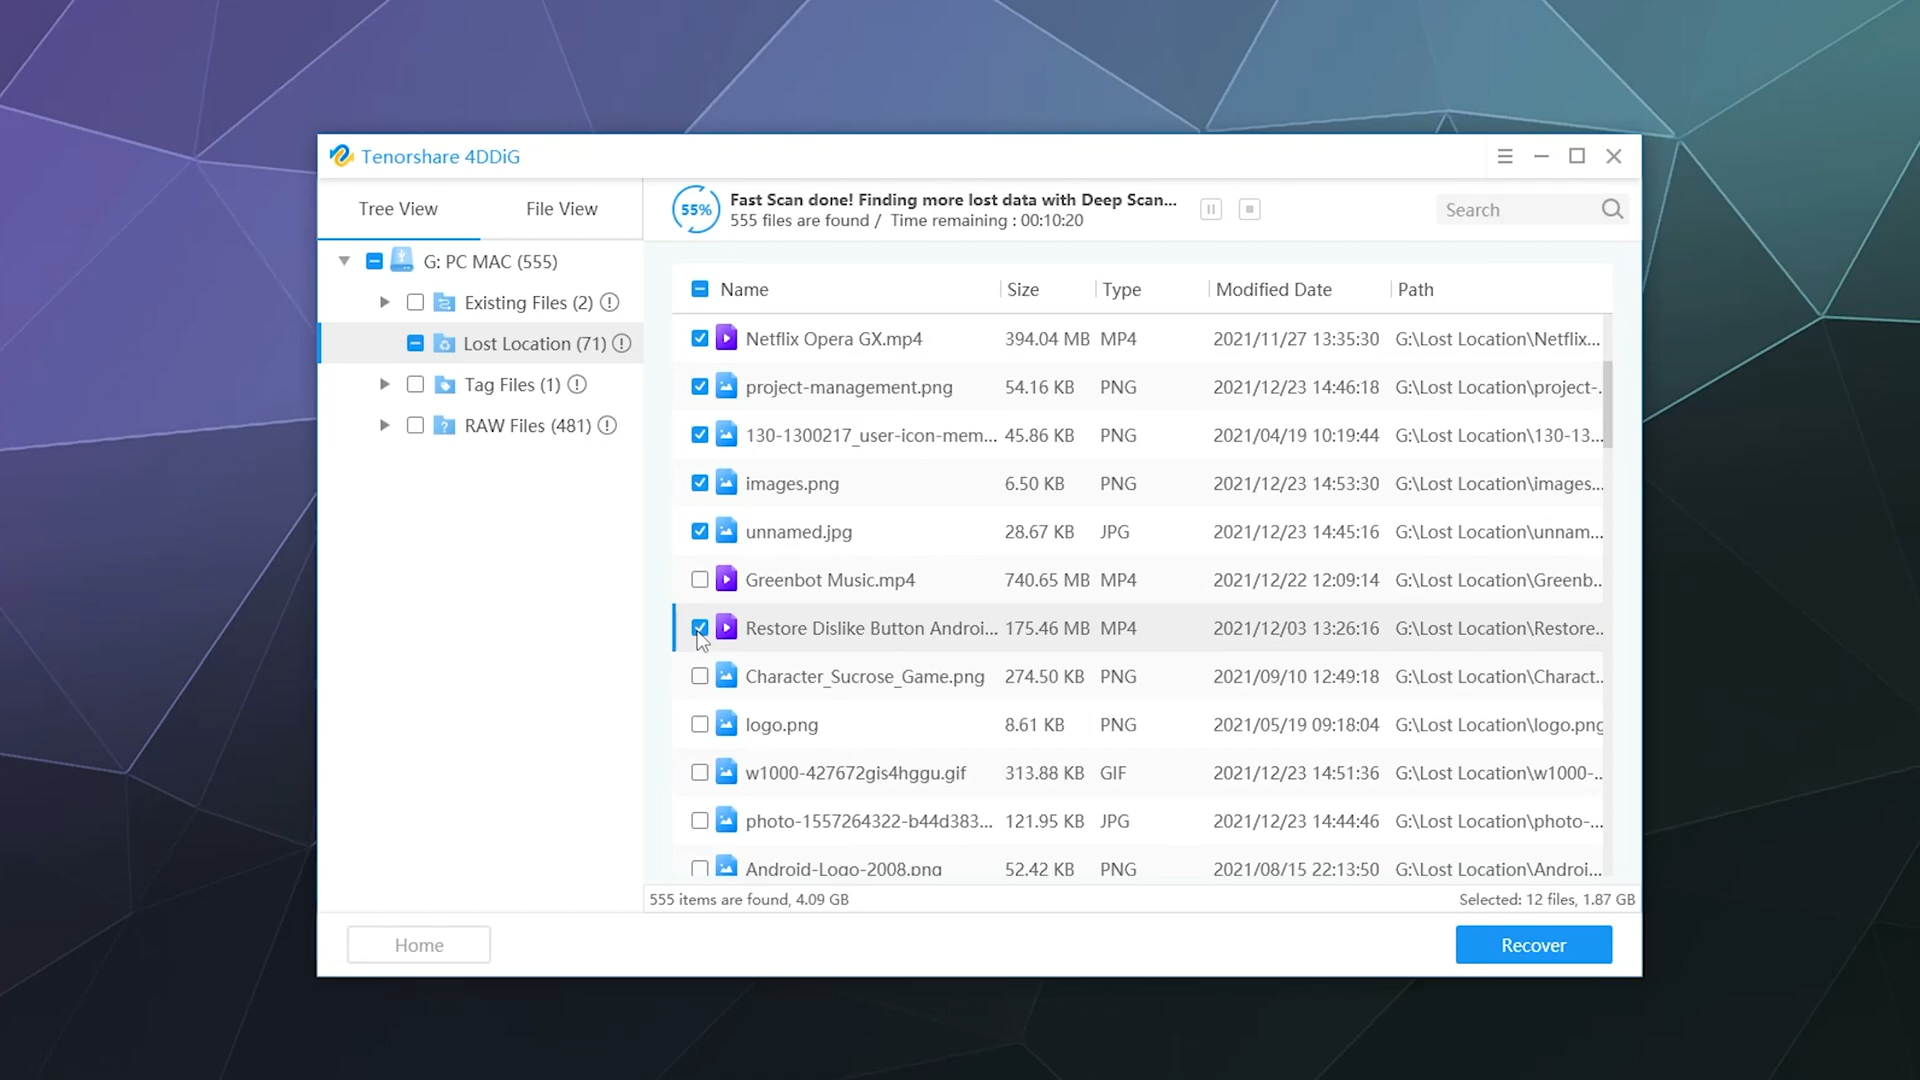 Tenorshare 4DDiG
Tree View
File View
55%
Fast Scan done! Finding more lost data with Deep Scan...
555 files are found / Time remaining : 00:10:20
Search
G: PC MAC (555)
Existing Files (2)
Lost Location (71)
Tag Files (1)
RAW Files (481)
Name Size Type Modified Date Path
Netflix Opera GX.mp4 394.04 MB MP4 2021/11/27 13:35:30 G:\Lost Location\Netflix...
project-management.png 54.16 KB PNG 2021/12/23 14:46:18 G:\Lost Location\project-.
130-1300217_user-icon-mem... 45.86 KB PNG 2021/04/19 10:19:44 G:\Lost Location\130-13...
images.png 6.50 KB PNG 2021/12/23 14:53:30 G:\Lost Location\images...
unnamed.jpg 28.67 KB JPG 2021/12/23 14:45:16 G:\Lost Location\unnam...
Greenbot Music.mp4 740.65 MB MP4 2021/12/22 12:09:14 G:\Lost Location\Greenb..
Restore Dislike Button Androi... 175.46 MB MP4 2021/12/03 13:26:16 G:\Lost Location\Restore..
Character_Sucrose_Game.png 274.50 KB PNG 2021/09/10 12:49:18 G:\Lost Location\Charact..
logo.png 8.61 KB PNG 2021/05/19 09:18:04 G:\Lost Location\logo.png
w1000-427672gis4hggu.gif 313.88 KB GIF 2021/12/23 14:51:36 G:\Lost Location\w1000-..
photo-1557264322-b44d383... 121.95 KB JPG 2021/12/23 14:44:46 G:\Lost Location\photo-...
Android-Logo-2008.png 52.42 KB PNG 2021/08/15 22:13:50 G:\Lost Location\Androi...
555 items are found, 4.09 GB
Selected: 12 files, 1.87 GB
Home
Recover